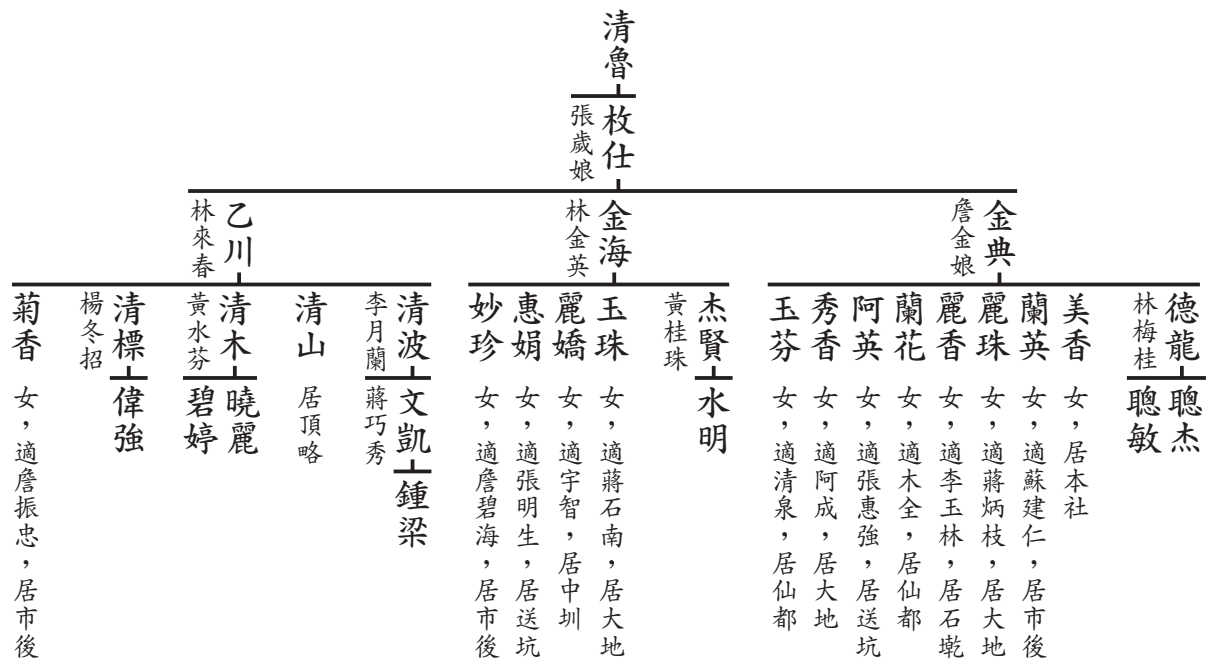 清魯
枚仕
張歲娘
金典
詹金娘
金海
林金英
乙川
林來春
德龍
林梅桂
聰杰
聰敏
美香 女，居本社
蘭英 女，適蘇建仁，居市後
麗珠 女，適蔣炳枝，居大地
麗香 女，適李玉林，居石乾
蘭花 女，適木全，居仙都
阿英 女，適張惠強，居送坑
秀香 女，適阿成，居大地
玉芬 女，適清泉，居仙都
杰賢
黃桂珠
水明
玉珠 女，適蔣石南，居大地
麗嬌 女，適宇智，居中圳
惠娟 女，適張明生，居送坑
妙珍 女，適詹碧海，居市後
清波
李月蘭
文凱
蔣巧秀
鍾梁
清山 居頂略
清木
黃水芬
曉麗
碧婷
清標
楊冬招
偉強
菊香 女，適詹振忠，居市後